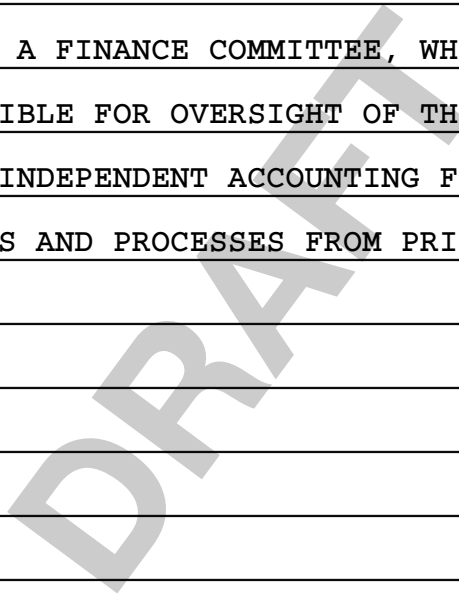 A FINANCE COMMITTEE, WH
IBLE FOR OVERSIGHT OF TH
INDEPENDENT ACCOUNTING F
S AND PROCESSES FROM PRI
DRAFT